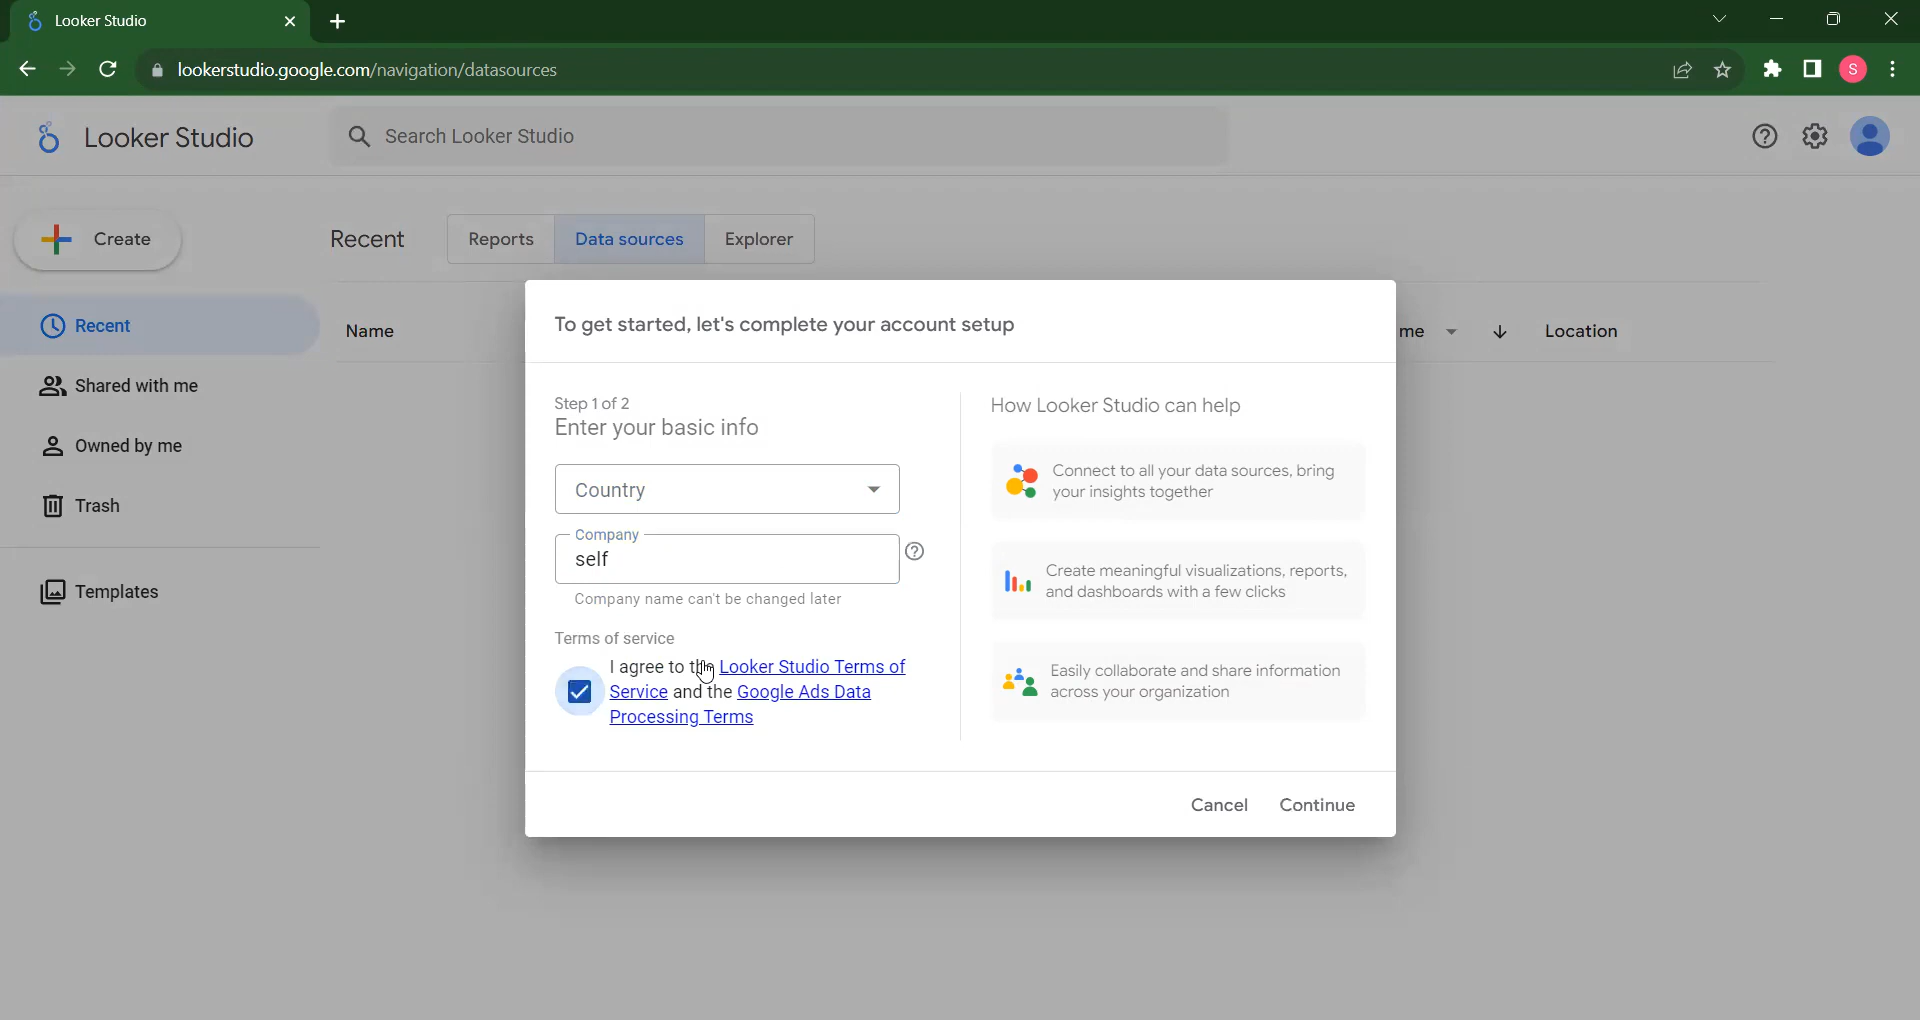 Looker Studio
lookerstudio.google.com/navigation/datasources
S
Looker Studio
Search Looker Studio
Create
Recent
Reports
Data sources
Explorer
Recent
Shared with me
Owned by me
Trash
Templates
Name
me
Location
To get started, let's complete your account setup
Step 1 of 2
Enter your basic info
Country
Company
self
Company name can't be changed later
Terms of service
I agree to the Looker Studio Terms of
Service and the Google Ads Data
Processing Terms
How Looker Studio can help
Connect to all your data sources, bring
your insights together
Create meaningful visualizations, reports,
and dashboards with a few clicks
Easily collaborate and share information
across your organization
Cancel
Continue